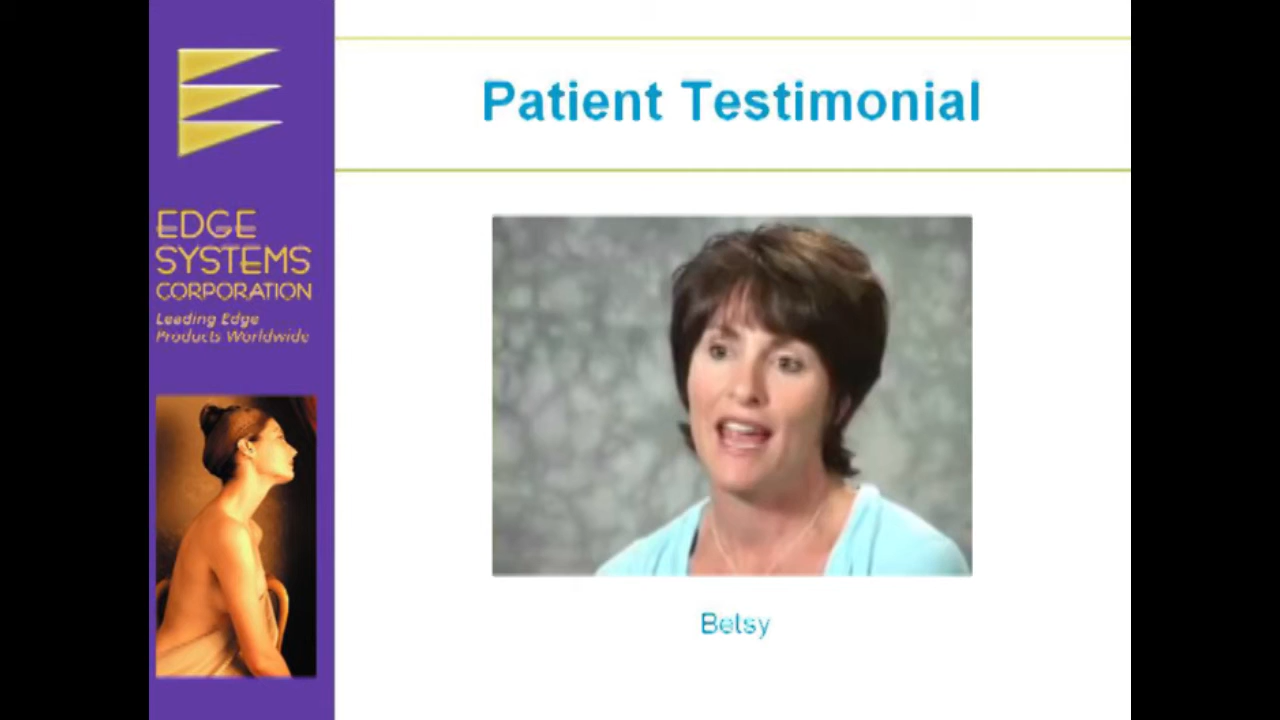 Patient Testimonial
EDGE
SYSTEMS
CORPORATION
Leading Edge
Products Worldwide
Betsy